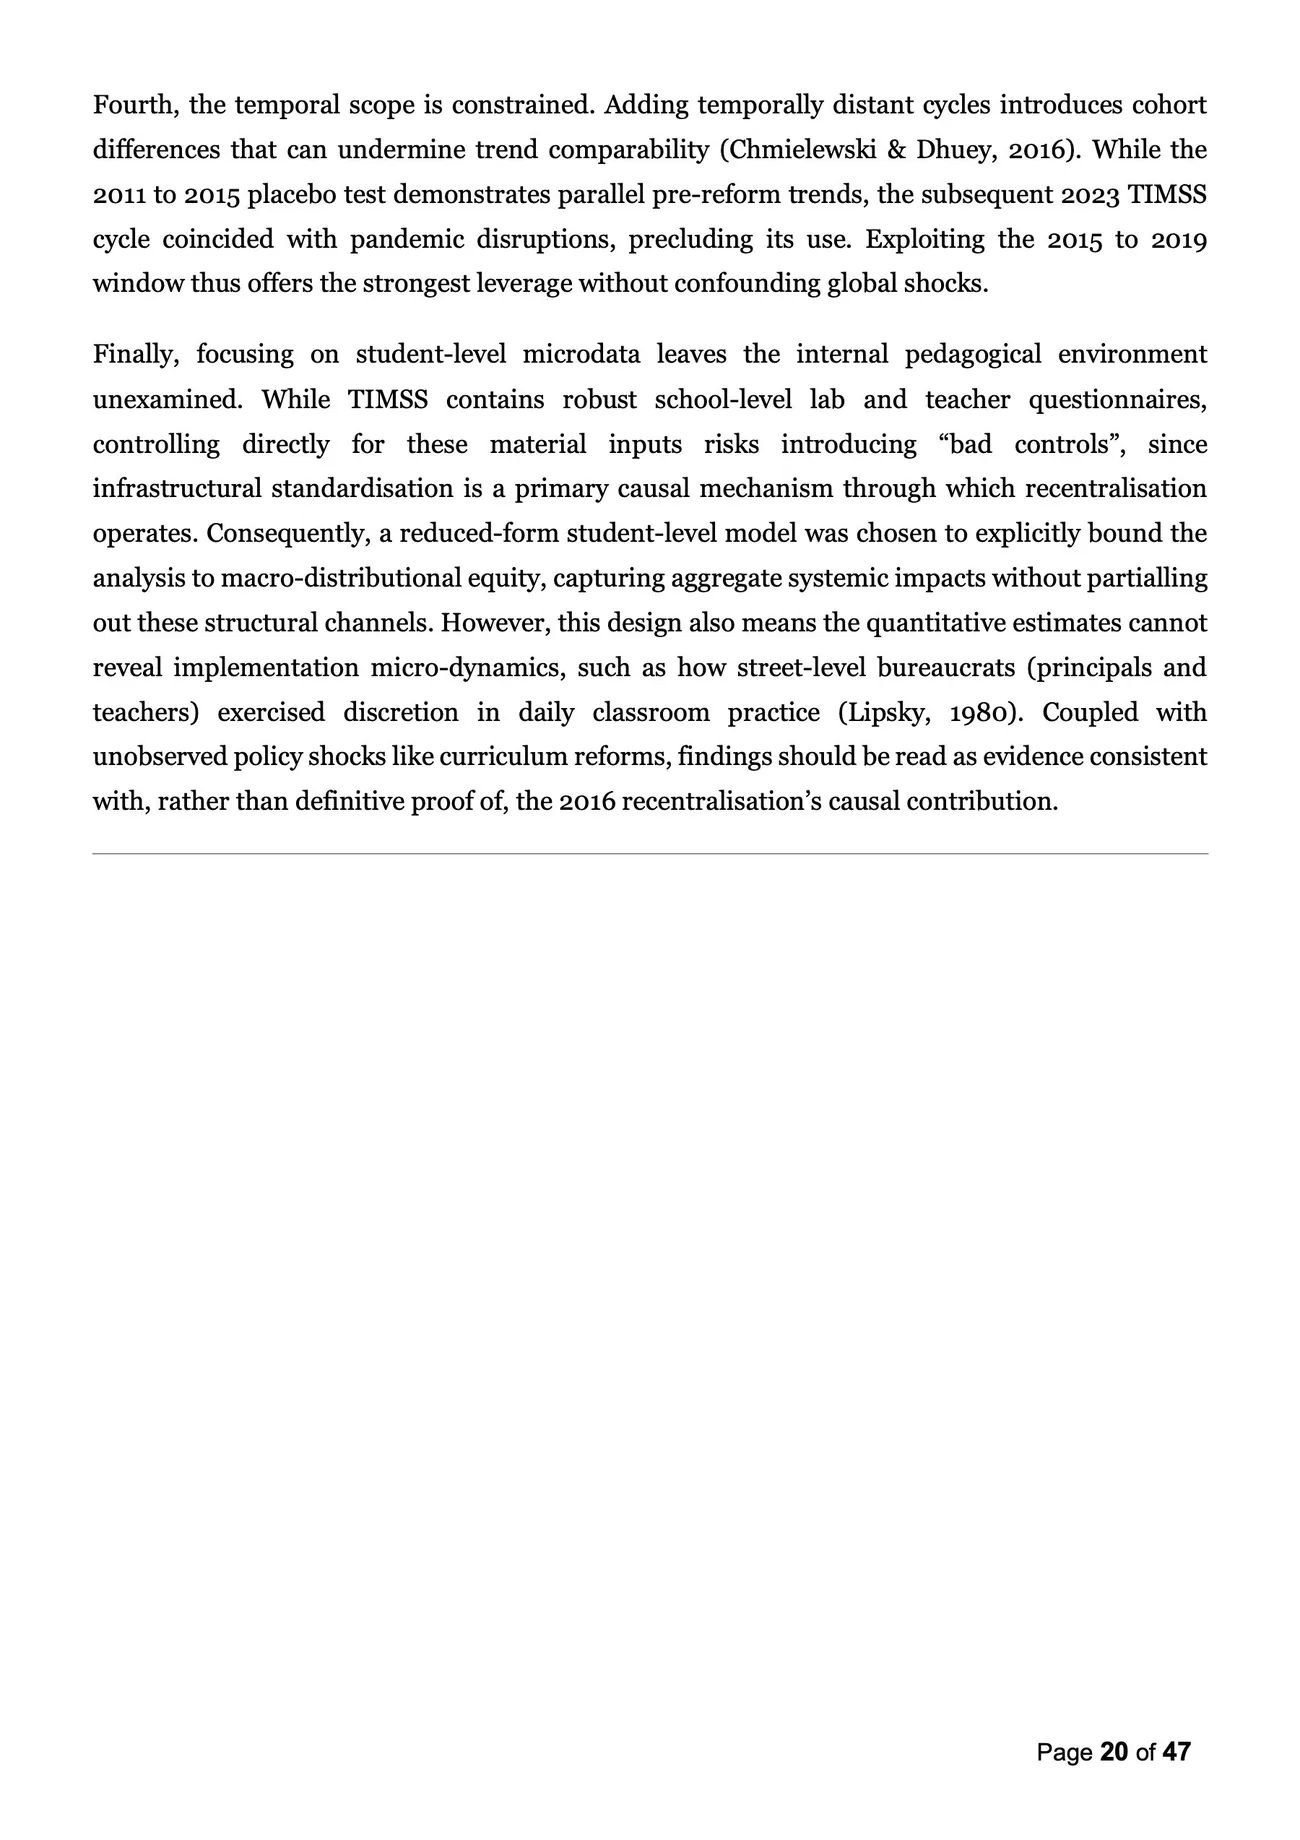 Fourth, the temporal scope is constrained. Adding temporally distant cycles introduces cohort
differences that can undermine trend comparability (Chmielewski & Dhuey, 2016). While the
2011 to 2015 placebo test demonstrates parallel pre-reform trends, the subsequent 2023 TIMSS
cycle coincided with pandemic disruptions, precluding its use. Exploiting the 2015 to 2019
window thus offers the strongest leverage without confounding global shocks.
Finally, focusing on student-level microdata leaves the internal pedagogical environment
unexamined. While TIMSS contains robust school-level lab and teacher questionnaires,
controlling directly for these material inputs risks introducing “bad controls”, since
infrastructural standardisation is a primary causal mechanism through which recentralisation
operates. Consequently, a reduced-form student-level model was chosen to explicitly bound the
analysis to macro-distributional equity, capturing aggregate systemic impacts without partialling
out these structural channels. However, this design also means the quantitative estimates cannot
reveal implementation micro-dynamics, such as how street-level bureaucrats (principals and
teachers) exercised discretion in daily classroom practice (Lipsky, 1980). Coupled with
unobserved policy shocks like curriculum reforms, findings should be read as evidence consistent
with, rather than definitive proof of, the 2016 recentralisation’s causal contribution.
Page 20 of 47